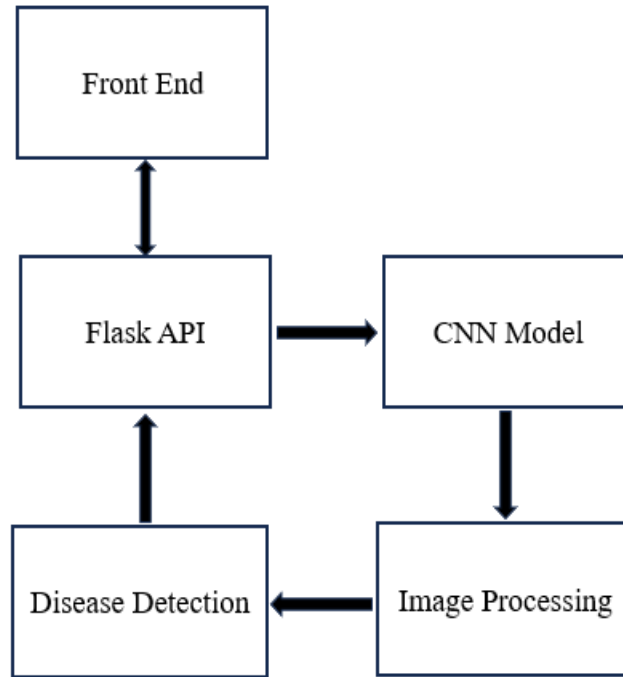 Front End
Flask API
CNN Model
Disease Detection
Image Processing